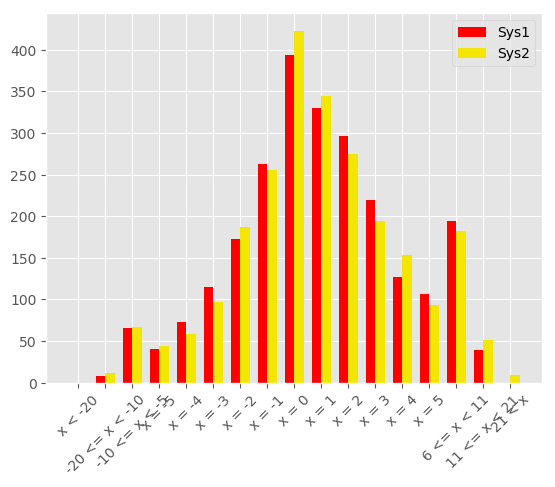 Sys1
Sys2
400
350
300
250
200
150
100
50
0
x < -20
-20 <= x < -10
-10 <= x < -5
x = -5
x = -4
x = -3
x = -2
x = -1
x = 0
x = 1
x = 2
x = 3
x = 4
x = 5
6 <= x < 11
11 <= x < 21
21 < x